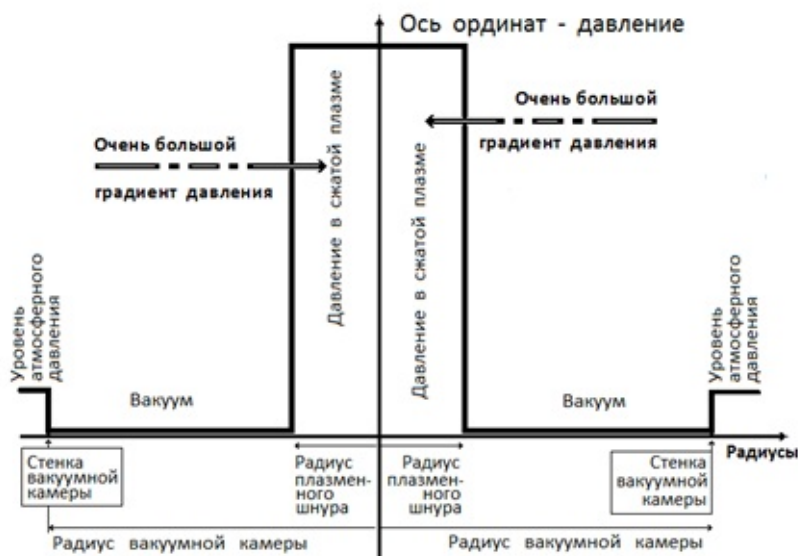 Ось ординат - давление
Очень большой
градиент давления
Очень большой
градиент давления
Давление в сжатой плазме
Давление в сжатой плазме
Уровень
атмосферного
давления
Уровень
атмосферного
давления
Вакуум
Вакуум
Радиусы
Стенка
вакуумной
камеры
Радиус
плазмен-
ного
шнура
Радиус
плазмен-
ного
шнура
Стенка
вакуумной
камеры
Радиус вакуумной камеры
Радиус вакуумной камеры